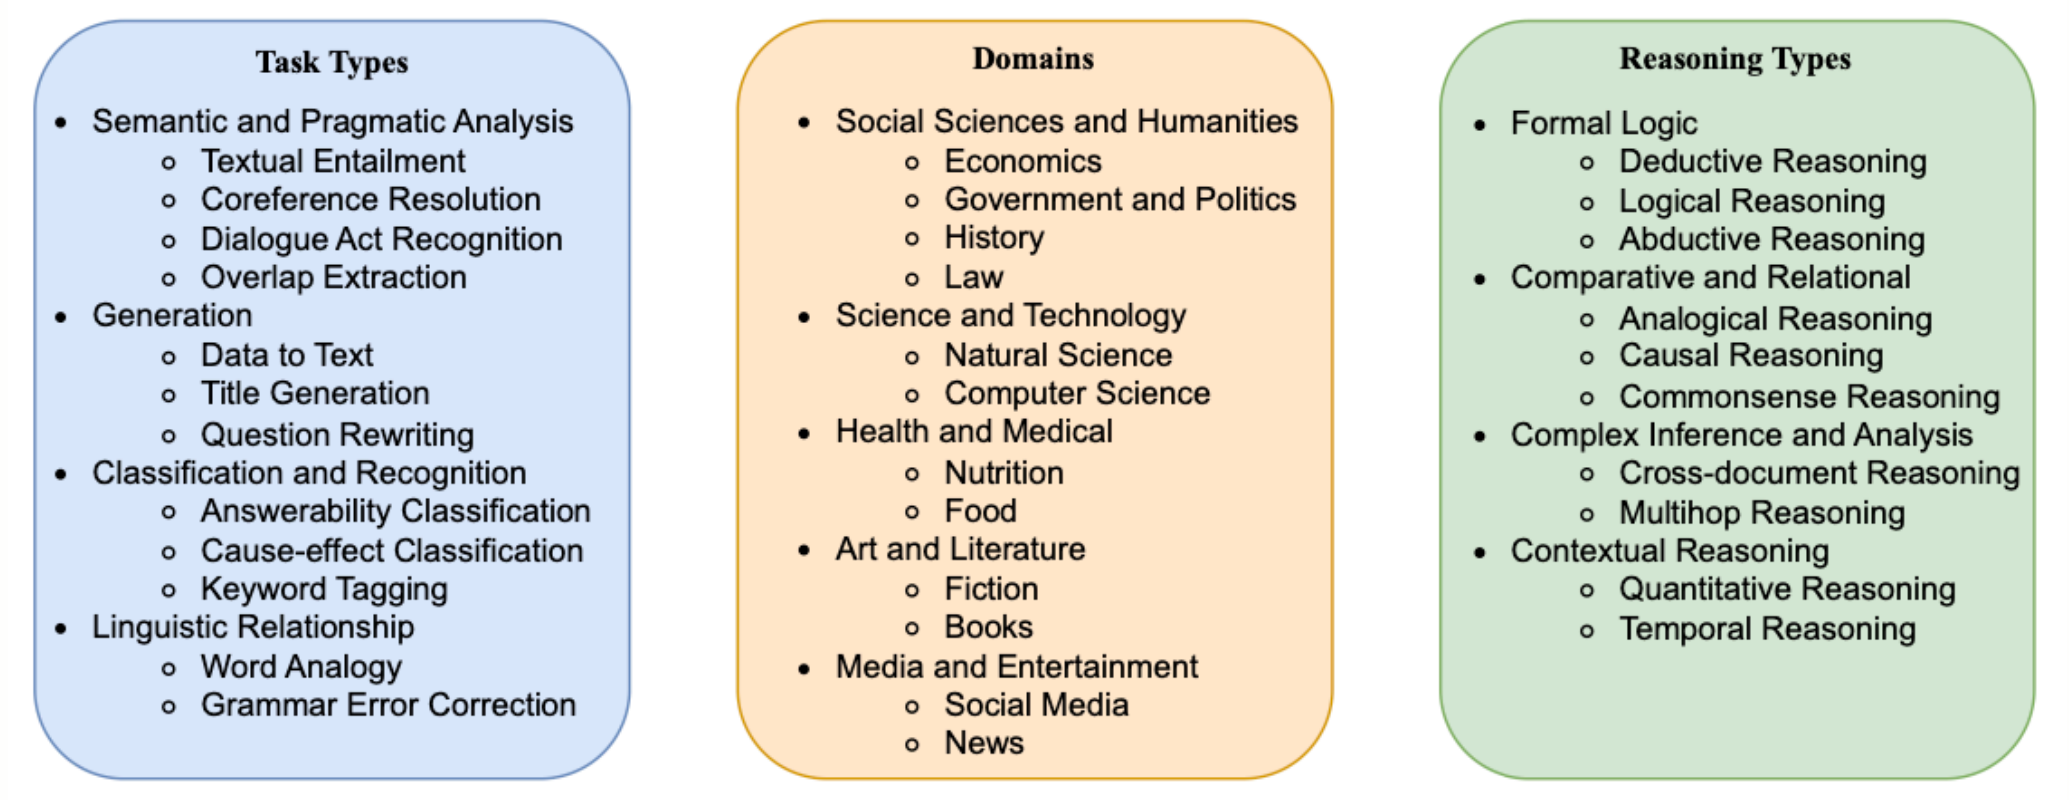 Task Types
Semantic and Pragmatic Analysis
Textual Entailment
Coreference Resolution
Dialogue Act Recognition
Overlap Extraction
Generation
Data to Text
Title Generation
Question Rewriting
Classification and Recognition
Answerability Classification
Cause-effect Classification
Keyword Tagging
Linguistic Relationship
Word Analogy
Grammar Error Correction
Domains
Social Sciences and Humanities
Economics
Government and Politics
History
Law
Science and Technology
Natural Science
Computer Science
Health and Medical
Nutrition
Food
Art and Literature
Fiction
Books
Media and Entertainment
Social Media
News
Reasoning Types
Formal Logic
Deductive Reasoning
Logical Reasoning
Abductive Reasoning
Comparative and Relational
Analogical Reasoning
Causal Reasoning
Commonsense Reasoning
Complex Inference and Analysis
Cross-document Reasoning
Multihop Reasoning
Contextual Reasoning
Quantitative Reasoning
Temporal Reasoning